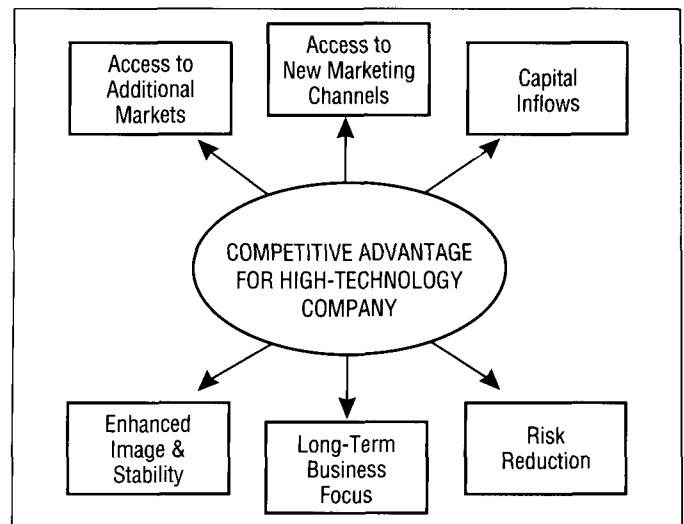 Access to
Additional
Markets
Access to
New Marketing
Channels
Capital
Inflows
COMPETITIVE ADVANTAGE
FOR HIGH-TECHNOLOGY
COMPANY
Enhanced
Image &
Stability
Long-Term
Business
Focus
Risk
Reduction